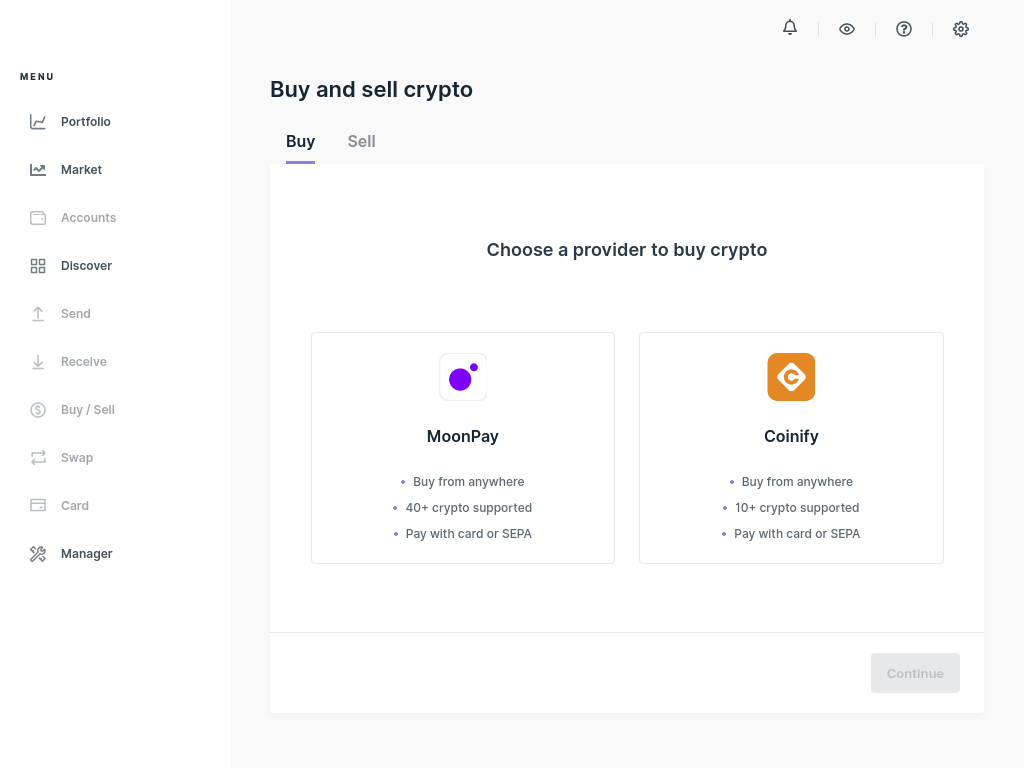 MENU
Portfolio
Market
Accounts
Discover
Send
Receive
Buy / Sell
Swap
Card
Manager
Buy and sell crypto
Buy
Sell
Choose a provider to buy crypto
MoonPay
• Buy from anywhere
• 40+ crypto supported
• Pay with card or SEPA
Coinify
• Buy from anywhere
• 10+ crypto supported
• Pay with card or SEPA
Continue